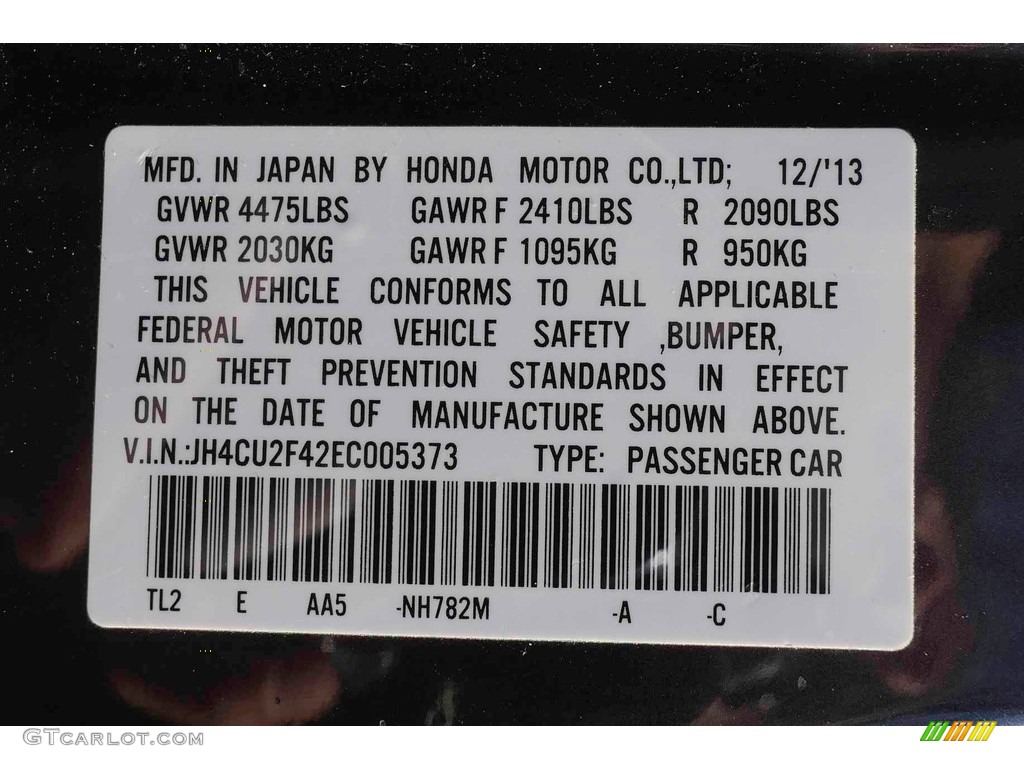 MFD. IN JAPAN BY HONDA MOTOR CO.,LTD; 12/'13
GVWR 4475LBS GAWR F 2410LBS R 2090LBS
GVWR 2030KG GAWR F 1095KG R 950KG
THIS VEHICLE CONFORMS TO ALL APPLICABLE
FEDERAL MOTOR VEHICLE SAFETY ,BUMPER,
AND THEFT PREVENTION STANDARDS IN EFFECT
ON THE DATE OF MANUFACTURE SHOWN ABOVE.
V.I.N.:JH4CU2F42EC005373 TYPE: PASSENGER CAR
TL2 E AA5 -NH782M -A -C
GTCARLOT.COM